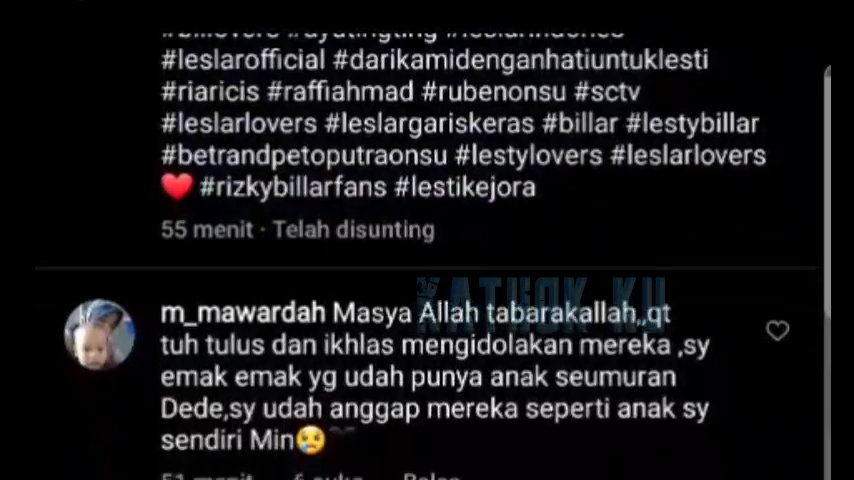 #leslarofficial #darikamidenganhatiuntuklesti
#riaricis #raffiahmad #rubenonsu #sctv
#leslarlovers #leslargariskeras #billar #lestybillar
#betrandpetoputraonsu #lestylovers #leslarlovers
❤️ #rizkybillarfans #lestikejora
55 menit · Telah disunting
KATHOK KU
m_mawardah Masya Allah tabarakallah,,qt
tuh tulus dan ikhlas mengidolakan mereka ,sy
emak emak yg udah punya anak seumuran
Dede,sy udah anggap mereka seperti anak sy
sendiri Min😢